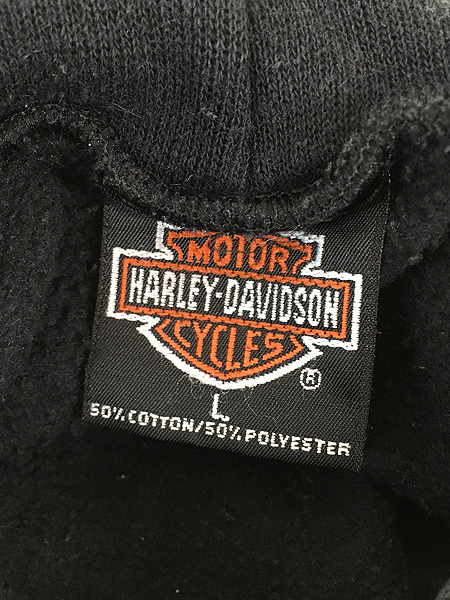 MOTOR
HARLEY-DAVIDSON
CYCLES
®
L
50% COTTON/50% POLYESTER